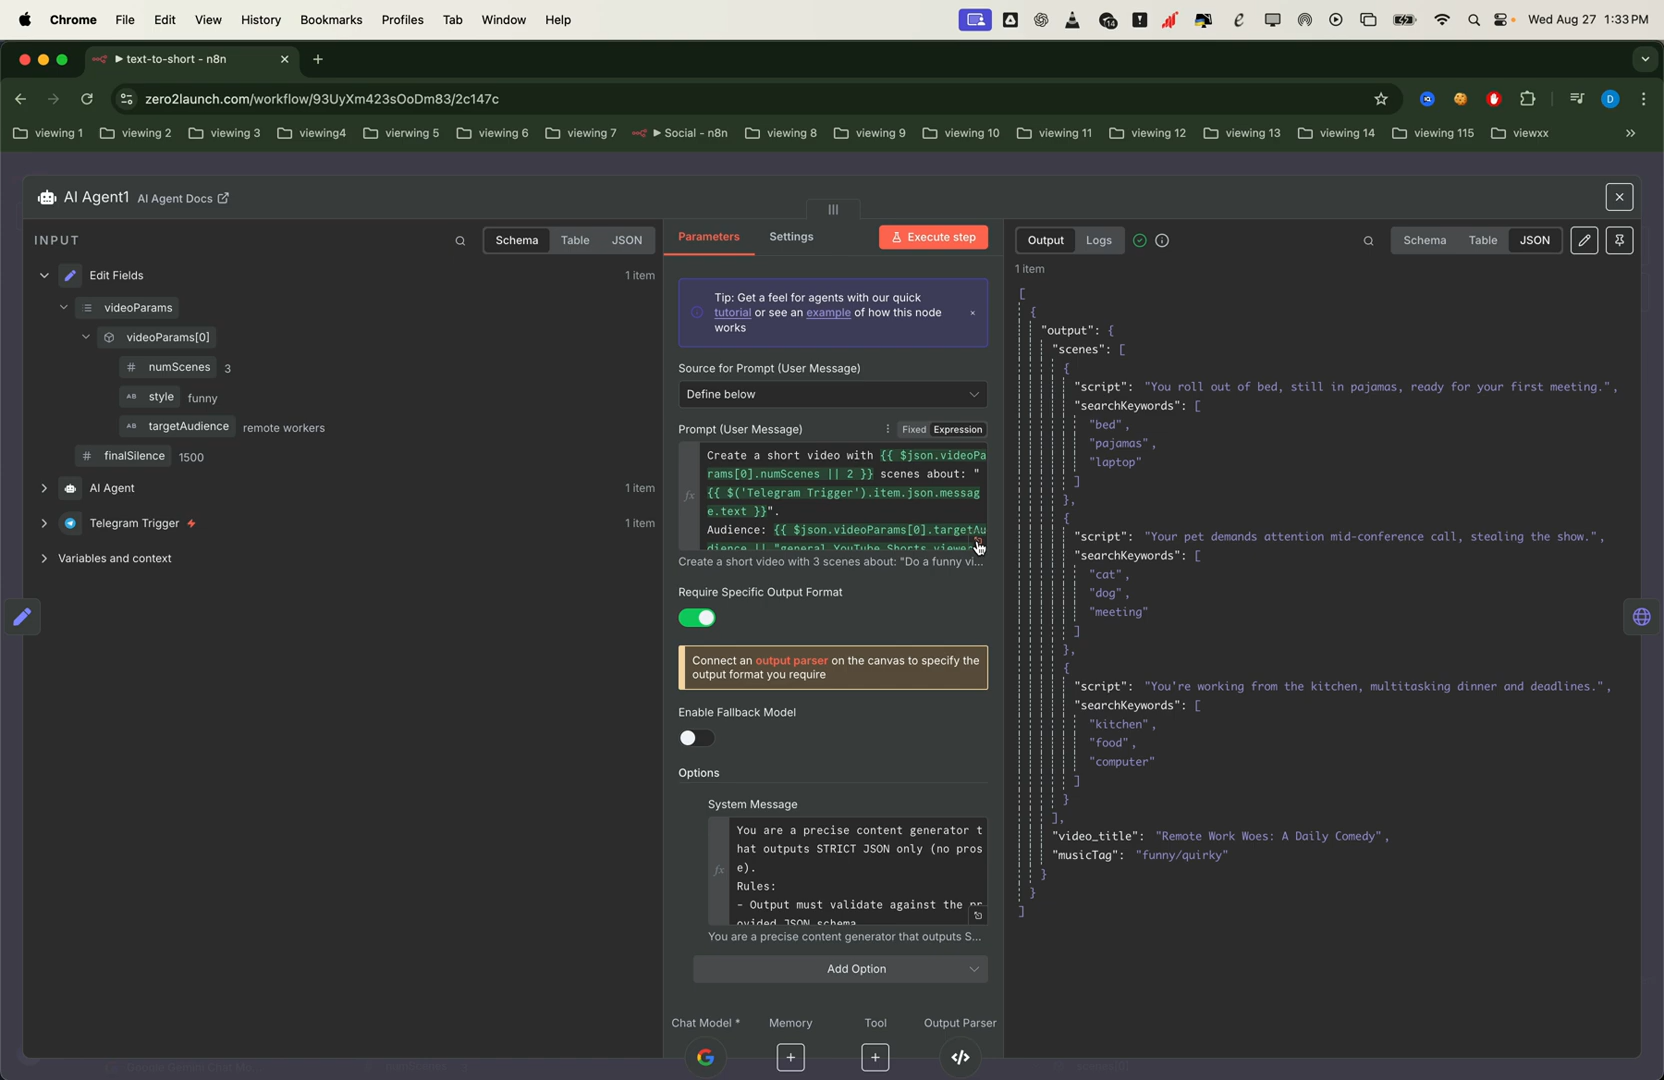 Chrome File Edit View History Bookmarks Profiles Tab Window Help 14 Wed Aug 27 1:33 PM
text-to-short - n8n
zero2launch.com/workflow/93UyXm423sOoDm83/2c147c D
viewing 1 viewing 2 viewing 3 viewing4 vierwing 5 viewing 6 viewing 7 Social - n8n viewing 8 viewing 9 viewing 10 viewing 11 viewing 12 viewing 13 viewing 14 viewing 115 viewxx
AI Agent1 AI Agent Docs
INPUT
Schema Table JSON
Edit Fields 1 item
videoParams
videoParams[0]
# numScenes 3
AB style funny
AB targetAudience remote workers
# finalSilence 1500
AI Agent 1 item
Telegram Trigger 1 item
Variables and context
Parameters Settings Execute step
Tip: Get a feel for agents with our quick
tutorial or see an example of how this node
works
Source for Prompt (User Message)
Define below
Prompt (User Message)
Fixed Expression
fx
Create a short video with {{ $json.videoPa
rams[0].numScenes || 2 }} scenes about: "
{{ $('Telegram Trigger').item.json.messag
e.text }}".
Audience: {{ $json.videoParams[0].targetAu
dience || "general YouTube Shorts viewer
Create a short video with 3 scenes about: "Do a funny vi...
Require Specific Output Format
Connect an output parser on the canvas to specify the
output format you require
Enable Fallback Model
Options
System Message
fx
You are a precise content generator t
hat outputs STRICT JSON only (no pros
e).
Rules:
- Output must validate against the pr
ovided JSON schema
You are a precise content generator that outputs S...
Add Option
Chat Model * Memory Tool Output Parser
Output Logs
Schema Table JSON
1 item
[
{
"output": {
"scenes": [
{
"script": "You roll out of bed, still in pajamas, ready for your first meeting.",
"searchKeywords": [
"bed",
"pajamas",
"laptop"
]
},
{
"script": "Your pet demands attention mid-conference call, stealing the show.",
"searchKeywords": [
"cat",
"dog",
"meeting"
]
},
{
"script": "You're working from the kitchen, multitasking dinner and deadlines.",
"searchKeywords": [
"kitchen",
"food",
"computer"
]
}
],
"video_title": "Remote Work Woes: A Daily Comedy",
"musicTag": "funny/quirky"
}
}
]